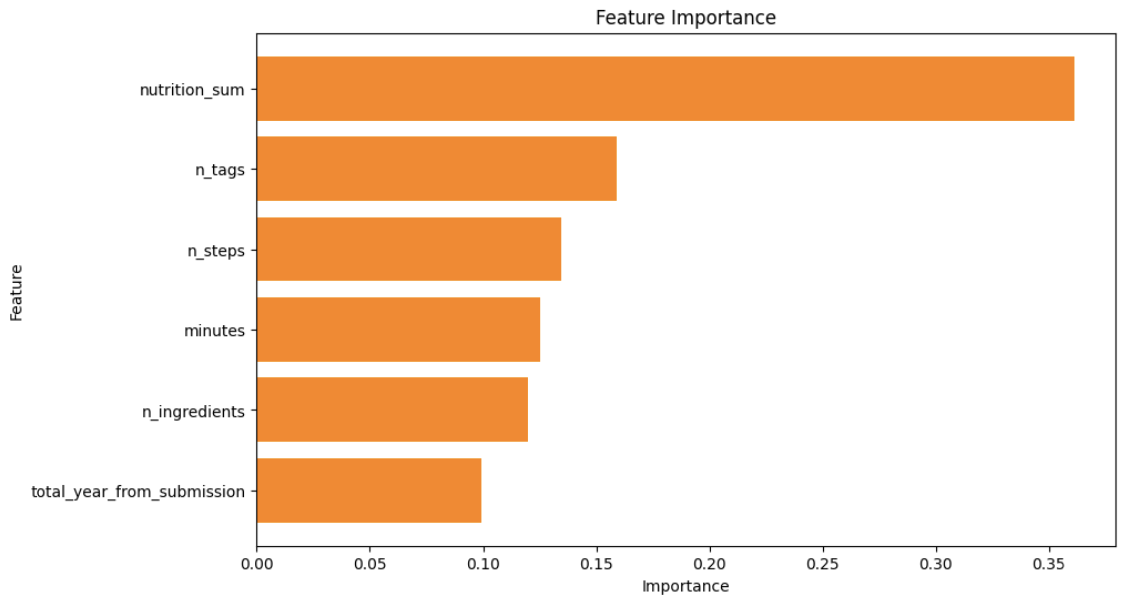 Feature Importance
nutrition_sum
n_tags
n_steps
minutes
n_ingredients
total_year_from_submission
Feature
0.00 0.05 0.10 0.15 0.20 0.25 0.30 0.35
Importance